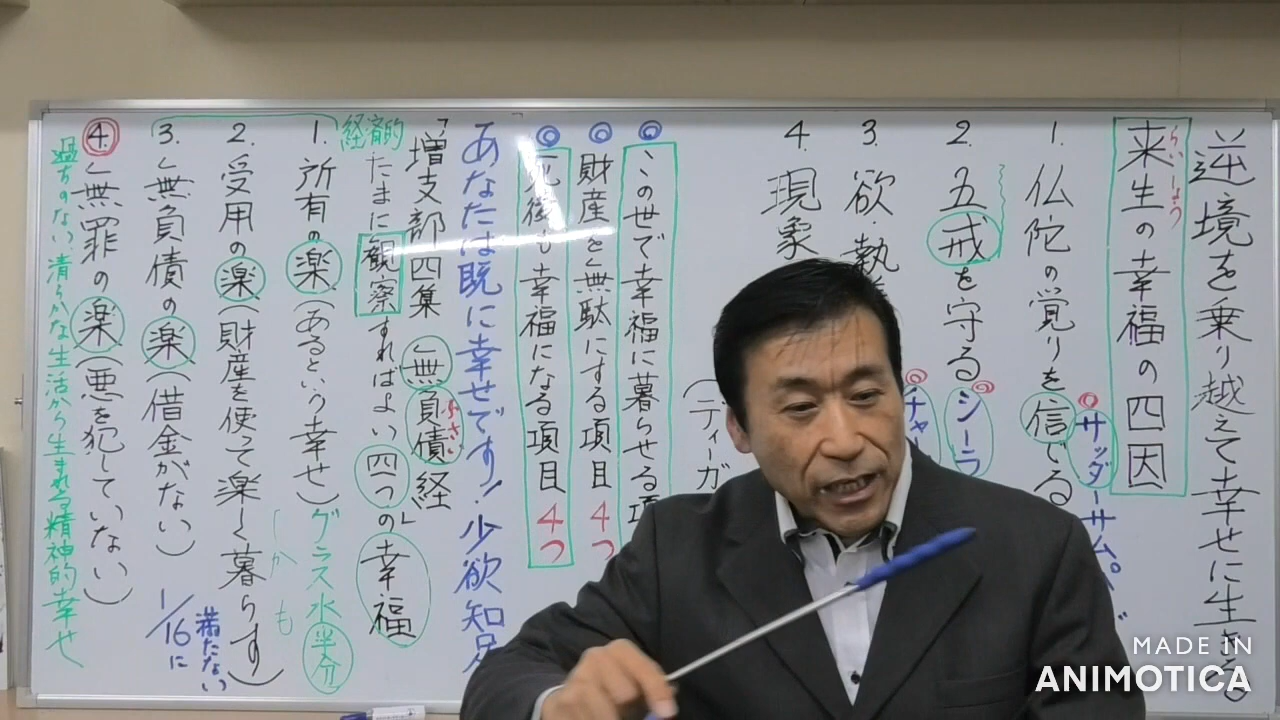 逆境を乗り越えて幸せに生きる
来生の幸福の四因
らいしょう
1. 仏陀の覚りを信じる
サッダーサムパ
2. 五戒を守る
シーラ
3. 欲・執
チャー
4. 現象
(ディーガ
◎この世で幸福に暮らせる項
◎財産を無駄にする項目4つ
◎死後も幸福になる項目4つ
あなたは既に幸せです!少欲知足
「増支部四集 無負債経」
ふさい
たまに観察すればよい四つの幸福
経済的
1. 所有の楽(あるという幸せ)
グラス水半分
しかも
2. 受用の楽(財産を使って楽しく暮らす)
3. 無負債の楽(借金がない)
1/16に
満たない
4. 無罪の楽(悪を犯していない)
過ちのない清らかな生活から生まれる精神的幸せ
MADE IN
ANIMOTICA